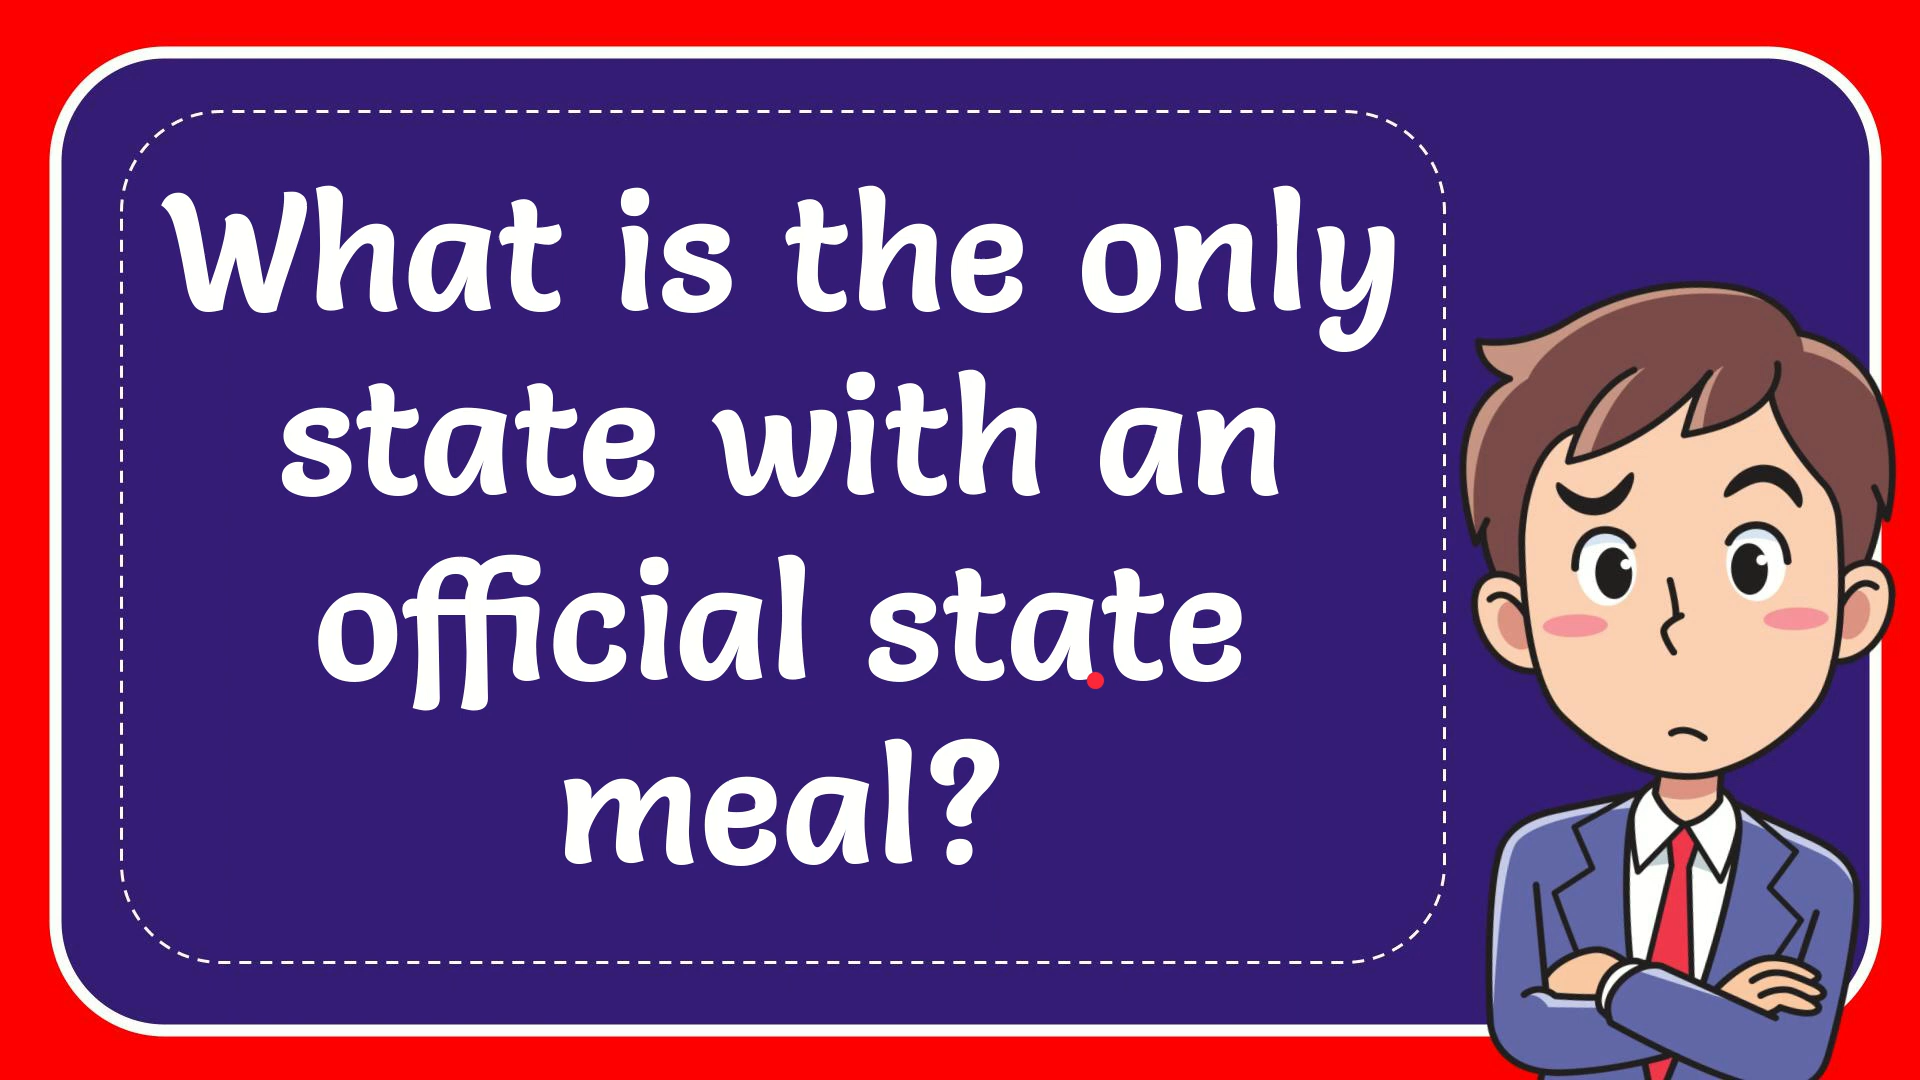 What is the only
state with an
official state
meal?